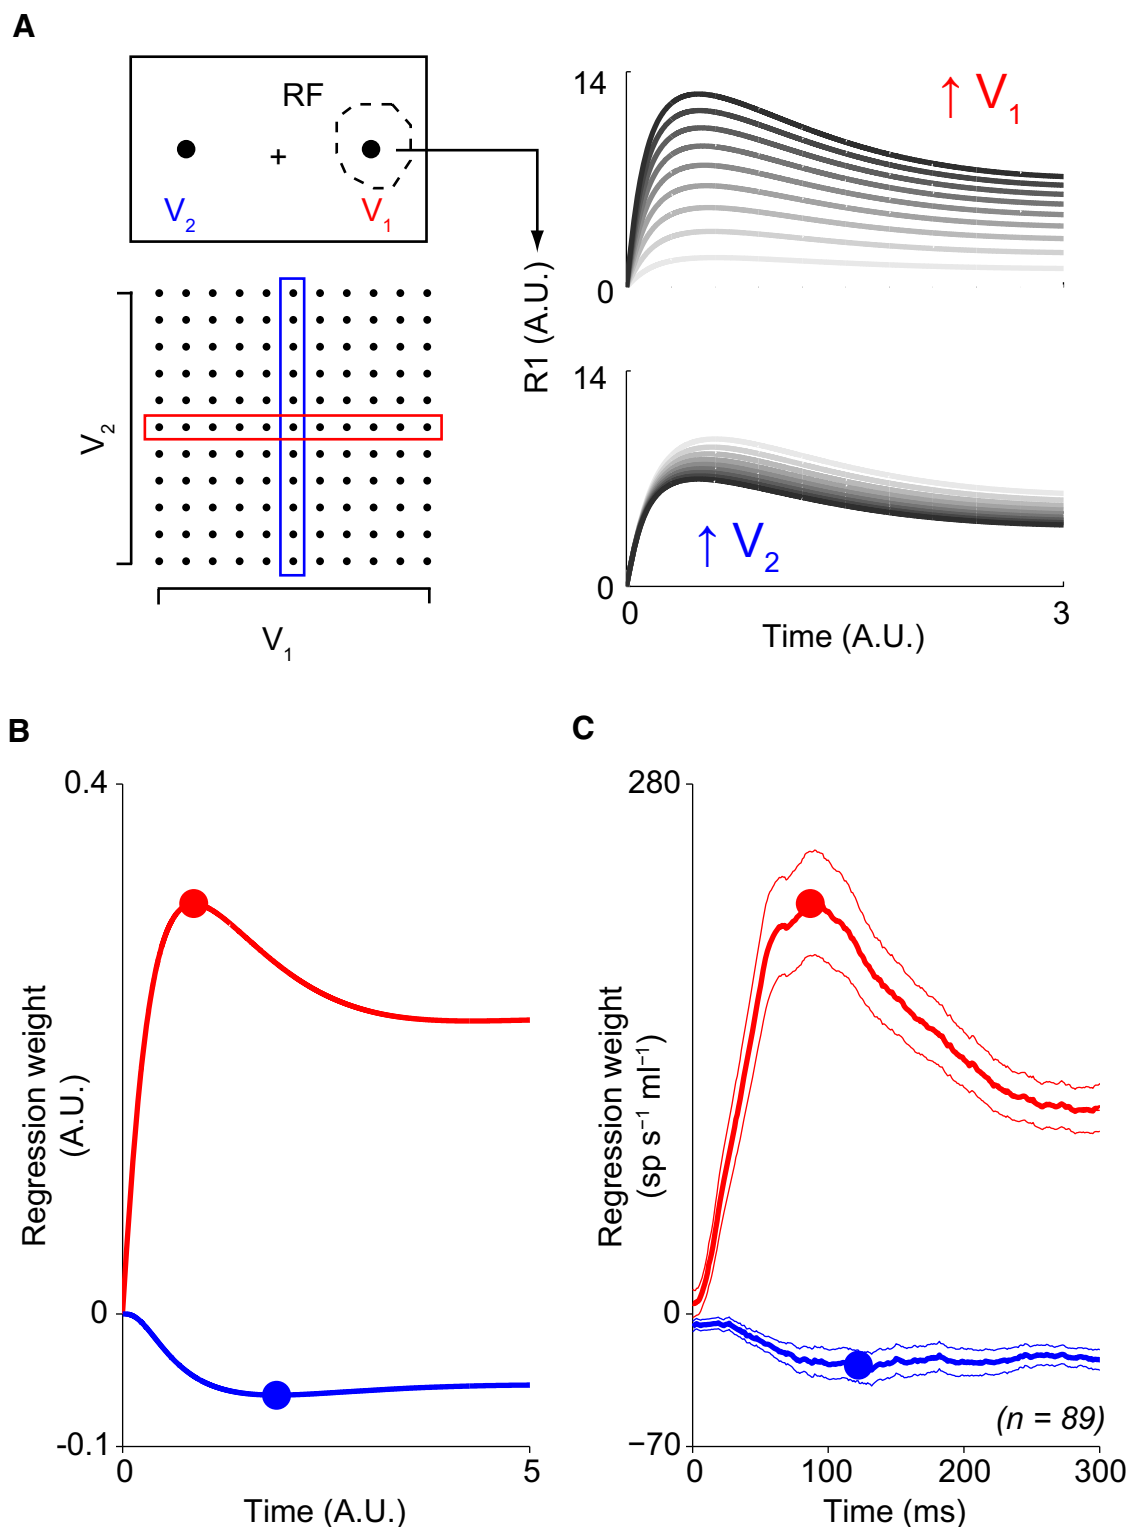 A
RF
+
V2
V1
V2
V1
R1 (A.U.)
14
0
↑ V1
14
0
↑ V2
0
3
Time (A.U.)
B
0.4
0
-0.1
Regression weight
(A.U.)
0
5
Time (A.U.)
C
280
0
−70
Regression weight
(sp s⁻¹ ml⁻¹)
(n = 89)
0
100
200
300
Time (ms)